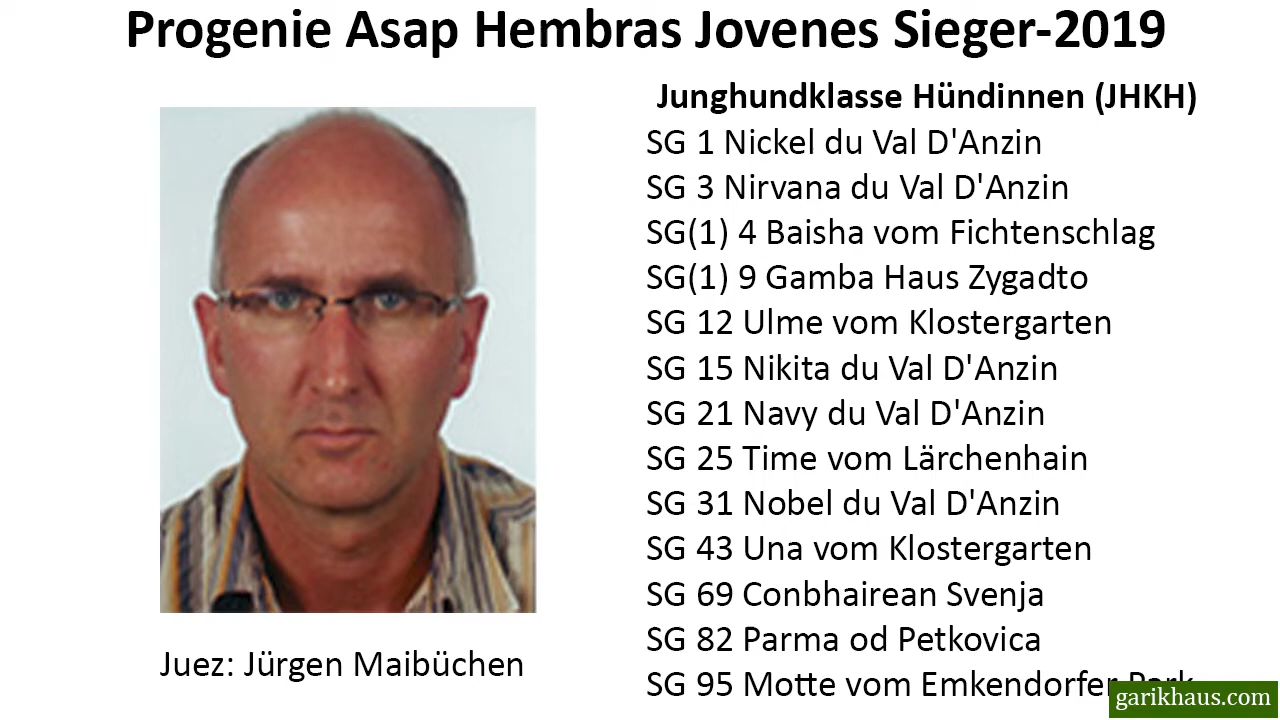 Progenie Asap Hembras Jovenes Sieger-2019
Junghundklasse Hündinnen (JHKH)
SG 1 Nickel du Val D'Anzin
SG 3 Nirvana du Val D'Anzin
SG(1) 4 Baisha vom Fichtenschlag
SG(1) 9 Gamba Haus Zygadto
SG 12 Ulme vom Klostergarten
SG 15 Nikita du Val D'Anzin
SG 21 Navy du Val D'Anzin
SG 25 Time vom Lärchenhain
SG 31 Nobel du Val D'Anzin
SG 43 Una vom Klostergarten
SG 69 Conbhairean Svenja
SG 82 Parma od Petkovica
SG 95 Motte vom Emkendorfer Park
Juez: Jürgen Maibüchen
garikhaus.com